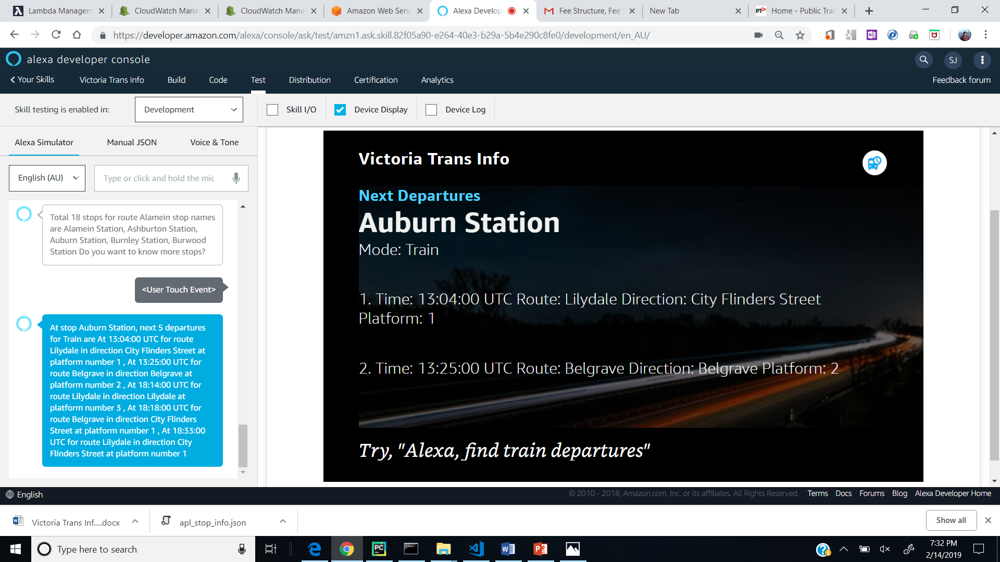 Lambda Managem
CloudWatch Mana
CloudWatch Mana
Amazon Web Servi
Alexa Develop
Fee Structure, Fee
New Tab
Home - Public Tran
https://developer.amazon.com/alexa/console/ask/test/amzn1.ask.skill.82f05a90-e264-40e3-b29a-5b4e290c8fe0/development/en_AU/
alexa developer console
SJ
Your Skills
Victoria Trans Info
Build
Code
Test
Distribution
Certification
Analytics
Feedback forum
Skill testing is enabled in:
Development
Skill I/O
Device Display
Device Log
Alexa Simulator
Manual JSON
Voice & Tone
English (AU)
Type or click and hold the mic
Total 18 stops for route Alamein stop names
are Alamein Station, Ashburton Station,
Auburn Station, Burnley Station, Burwood
Station Do you want to know more stops?
<User Touch Event>
At stop Auburn Station, next 5 departures
for Train are At 13:04:00 UTC for route
Lilydale in direction City Flinders Street at
platform number 1 , At 13:25:00 UTC for
route Belgrave in direction Belgrave at
platform number 2 , At 18:14:00 UTC for
route Lilydale in direction Lilydale at
platform number 3 , At 18:18:00 UTC for
route Belgrave in direction City Flinders
Street at platform number 1 , At 18:33:00
UTC for route Lilydale in direction City
Flinders Street at platform number 1
Victoria Trans Info
Next Departures
Auburn Station
Mode: Train
1. Time: 13:04:00 UTC Route: Lilydale Direction: City Flinders Street
Platform: 1
2. Time: 13:25:00 UTC Route: Belgrave Direction: Belgrave Platform: 2
Try, "Alexa, find train departures"
English
© 2010 - 2018, Amazon.com, Inc. or its affiliates. All Rights Reserved.
Terms
Docs
Forums
Blog
Alexa Developer Home
Victoria Trans Inf....docx
apl_stop_info.json
Show all
Type here to search
7:32 PM
2/14/2019